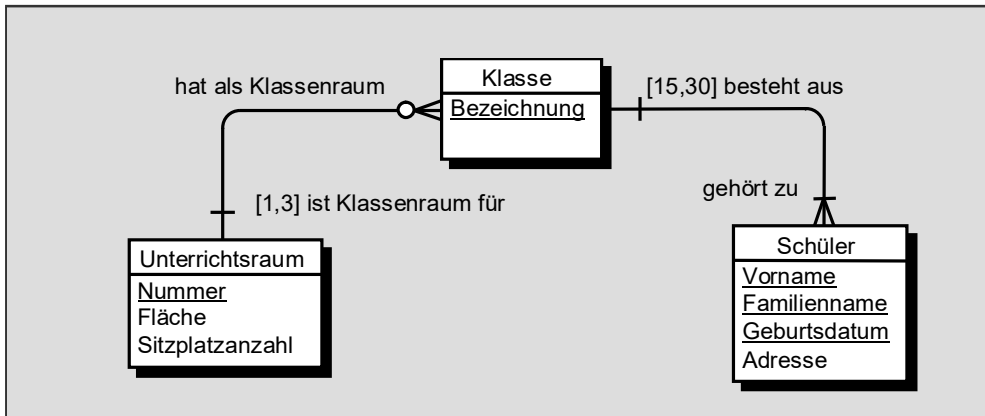 Klasse
Bezeichnung
hat als Klassenraum
[15,30] besteht aus
[1,3] ist Klassenraum für
gehört zu
Unterrichtsraum
Nummer
Fläche
Sitzplatzanzahl
Schüler
Vorname
Familienname
Geburtsdatum
Adresse